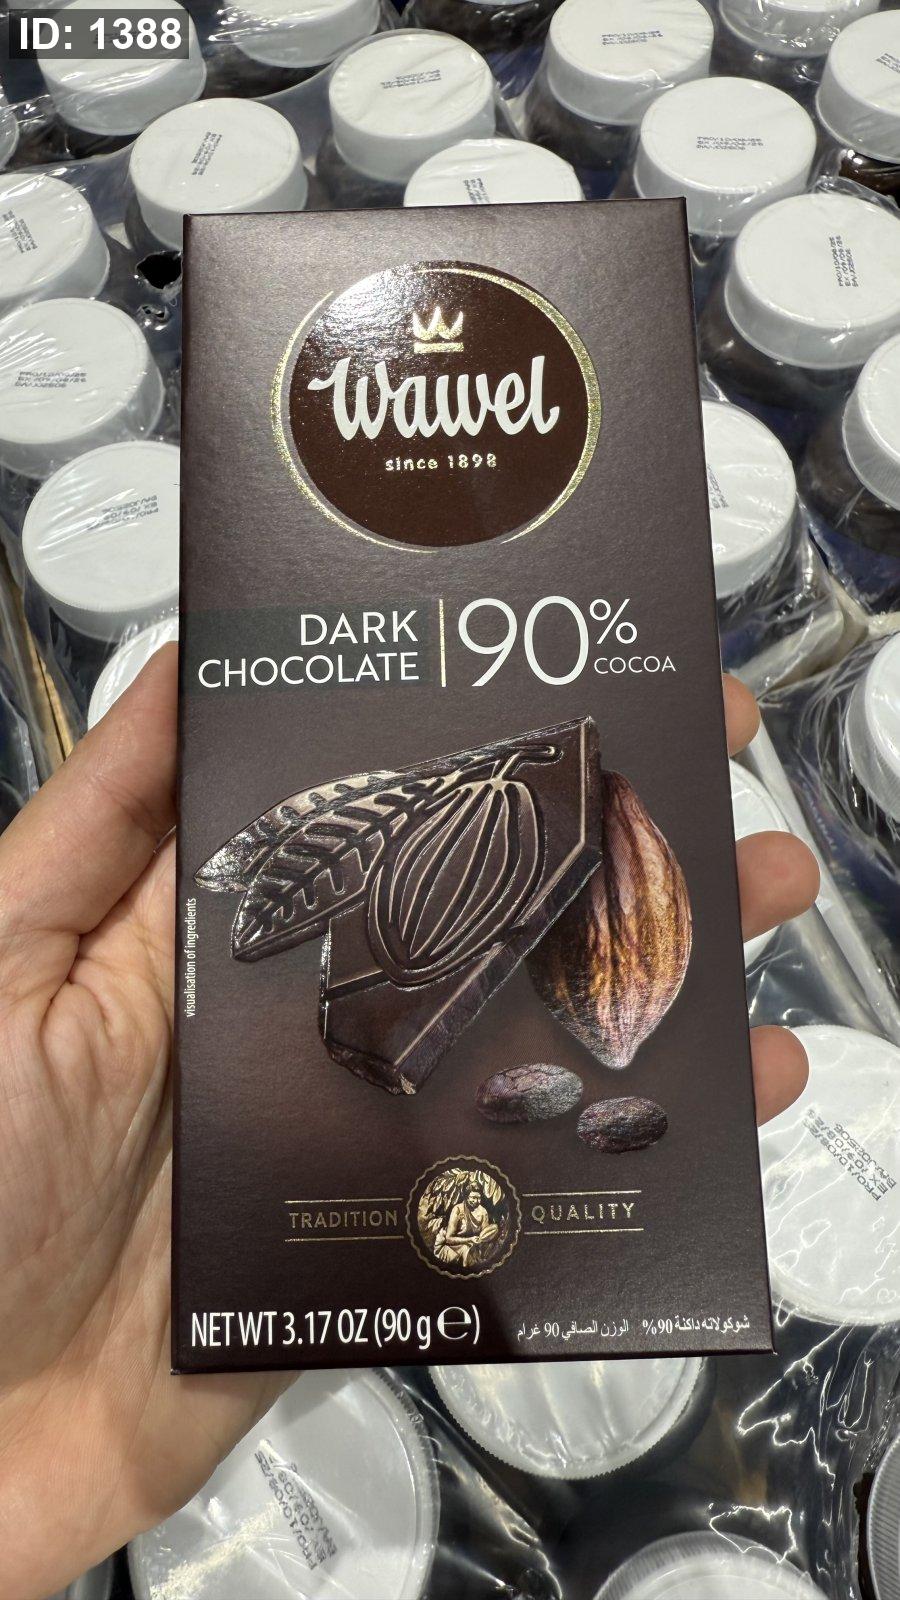 ID: 1388
Wawel
since 1898
DARK
CHOCOLATE
90%
COCOA
visualisation of ingredients
TRADITION
QUALITY
NET WT 3.17 OZ (90 g ℮)
شوكولاته داكنة 90% الوزن الصافي 90 غرام